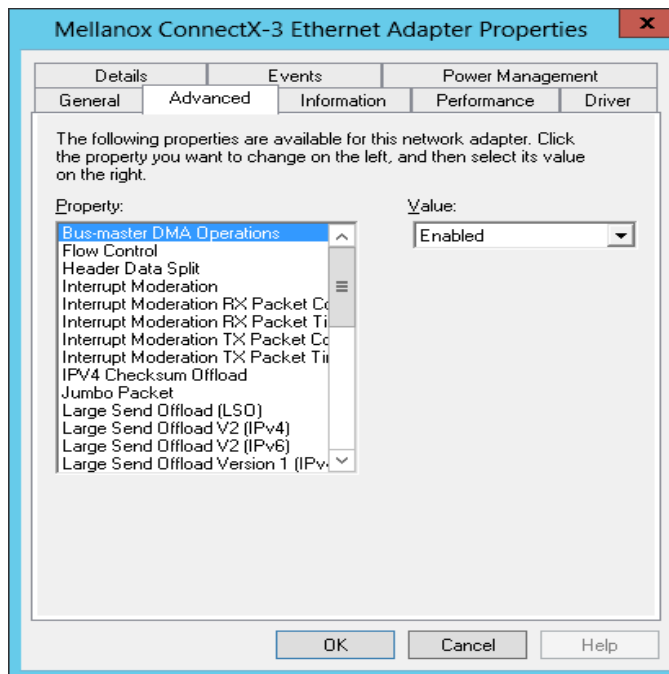 Mellanox ConnectX-3 Ethernet Adapter Properties
x
Details Events Power Management
General Advanced Information Performance Driver
The following properties are available for this network adapter. Click
the property you want to change on the left, and then select its value
on the right.
Property: Value:
Bus-master DMA Operations Enabled
Flow Control
Header Data Split
Interrupt Moderation
Interrupt Moderation RX Packet Co
Interrupt Moderation RX Packet Ti
Interrupt Moderation TX Packet Co
Interrupt Moderation TX Packet Tin
IPV4 Checksum Offload
Jumbo Packet
Large Send Offload (LSO)
Large Send Offload V2 (IPv4)
Large Send Offload V2 (IPv6)
Large Send Offload Version 1 (IPv
OK Cancel Help